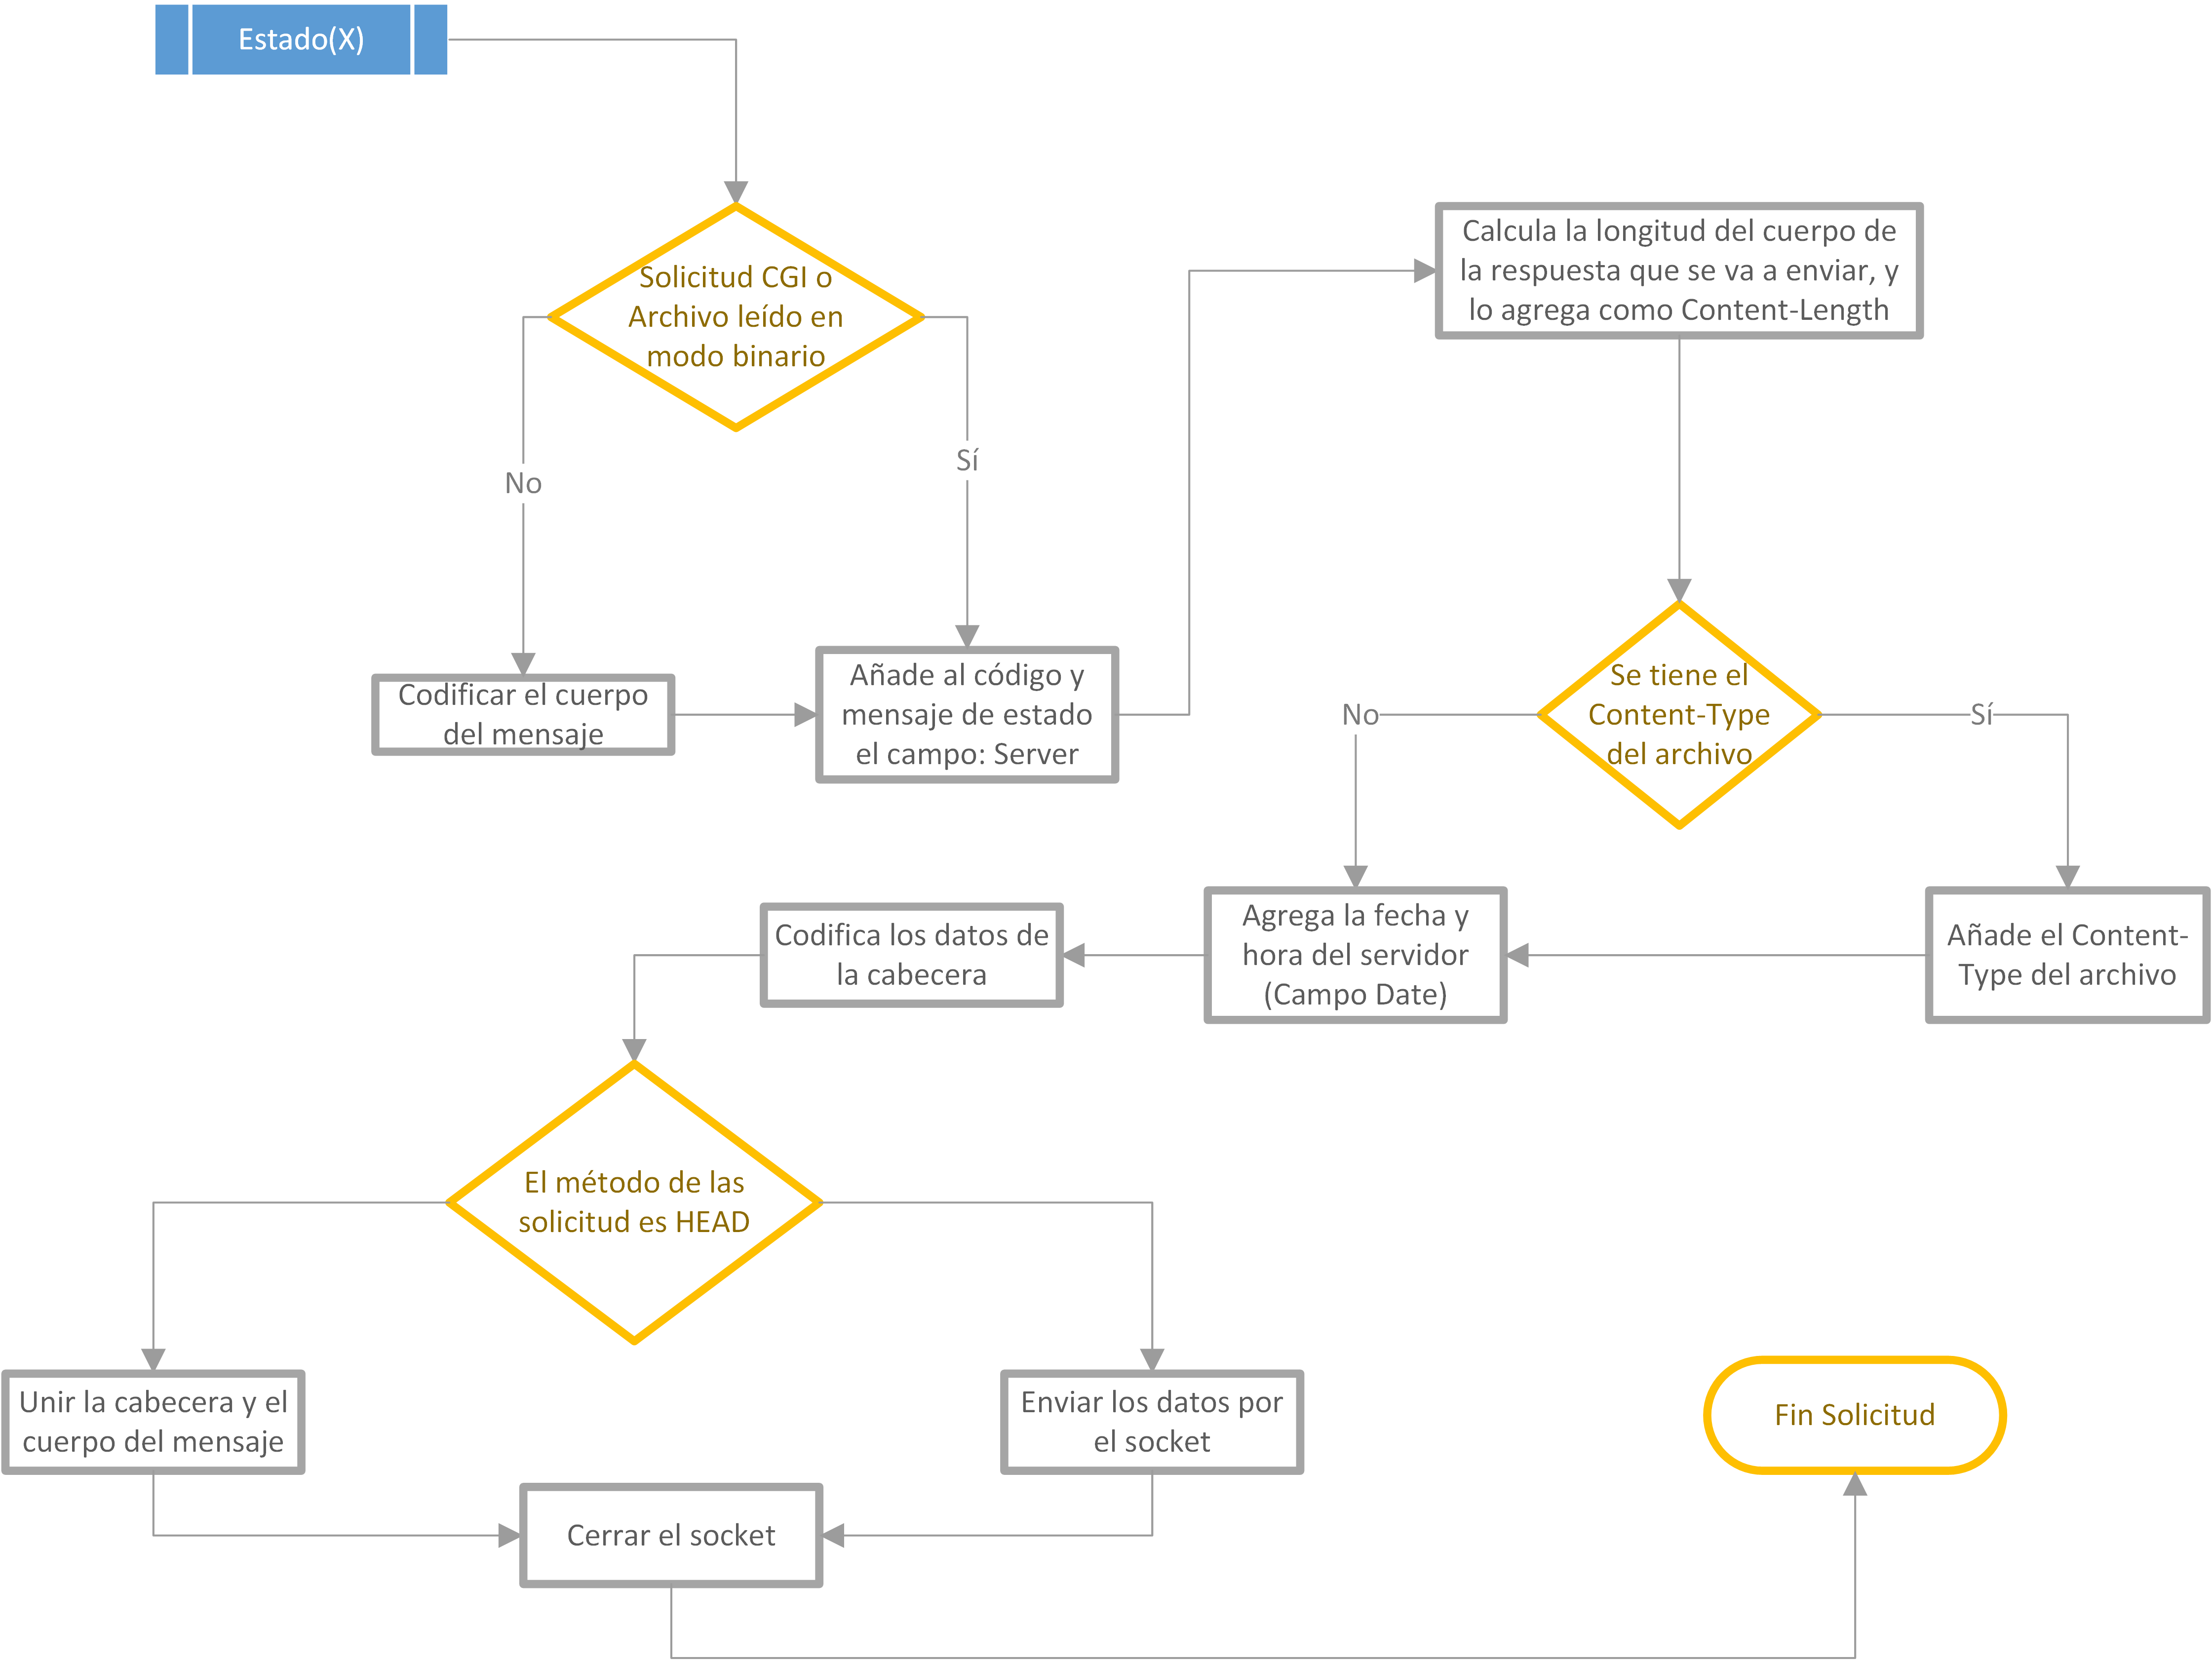 Estado(X)
Solicitud CGI o
Archivo leído en
modo binario
No
Sí
Codificar el cuerpo
del mensaje
Añade al código y
mensaje de estado
el campo: Server
Calcula la longitud del cuerpo de
la respuesta que se va a enviar, y
lo agrega como Content-Length
Se tiene el
Content-Type
del archivo
No
Sí
Añade el Content-
Type del archivo
Agrega la fecha y
hora del servidor
(Campo Date)
Codifica los datos de
la cabecera
El método de las
solicitud es HEAD
Unir la cabecera y el
cuerpo del mensaje
Enviar los datos por
el socket
Cerrar el socket
Fin Solicitud